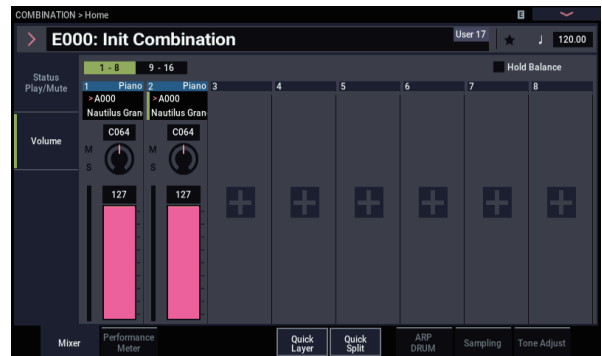 COMBINATION > Home
E
> E000: Init Combination
User 17
★ ♩ 120.00
Status
Play/Mute
Volume
1 - 8 9 - 16
Hold Balance
1 Piano 2 Piano 3 4 5 6 7 8
>A000 >A000
Nautilus Gran Nautilus Gran
C064 C064
M M
S S
127 127
+ + + + + +
Mixer
Performance
Meter
Quick
Layer
Quick
Split
ARP
DRUM
Sampling
Tone Adjust